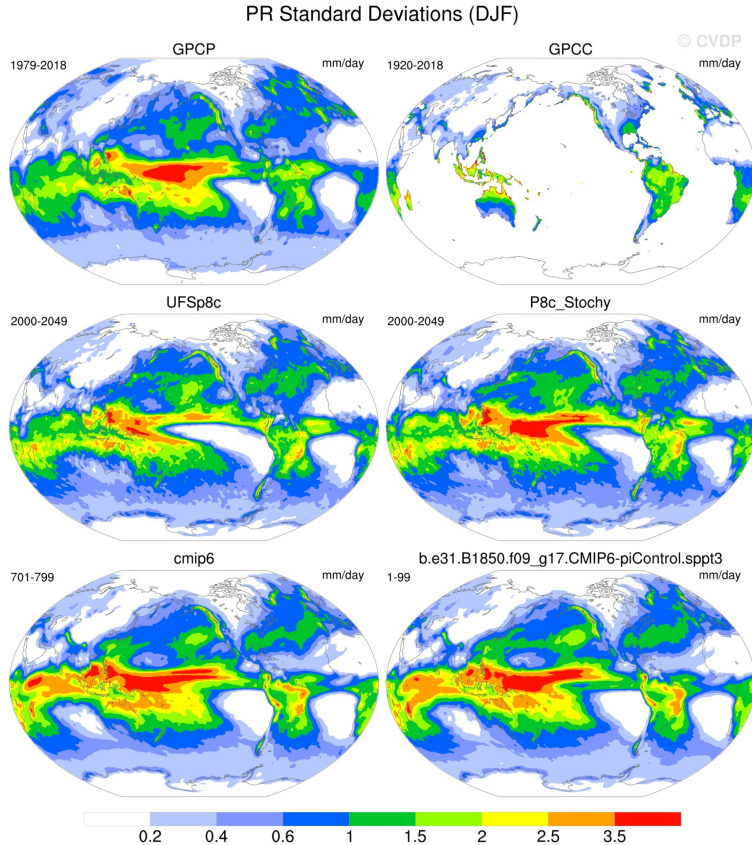 PR Standard Deviations (DJF)
© CVDP
GPCP
1979-2018
mm/day
GPCC
1920-2018
mm/day
UFSp8c
2000-2049
mm/day
P8c_Stochy
2000-2049
mm/day
cmip6
701-799
mm/day
b.e31.B1850.f09_g17.CMIP6-piControl.sppt3
1-99
mm/day
0.2 0.4 0.6 1 1.5 2 2.5 3.5